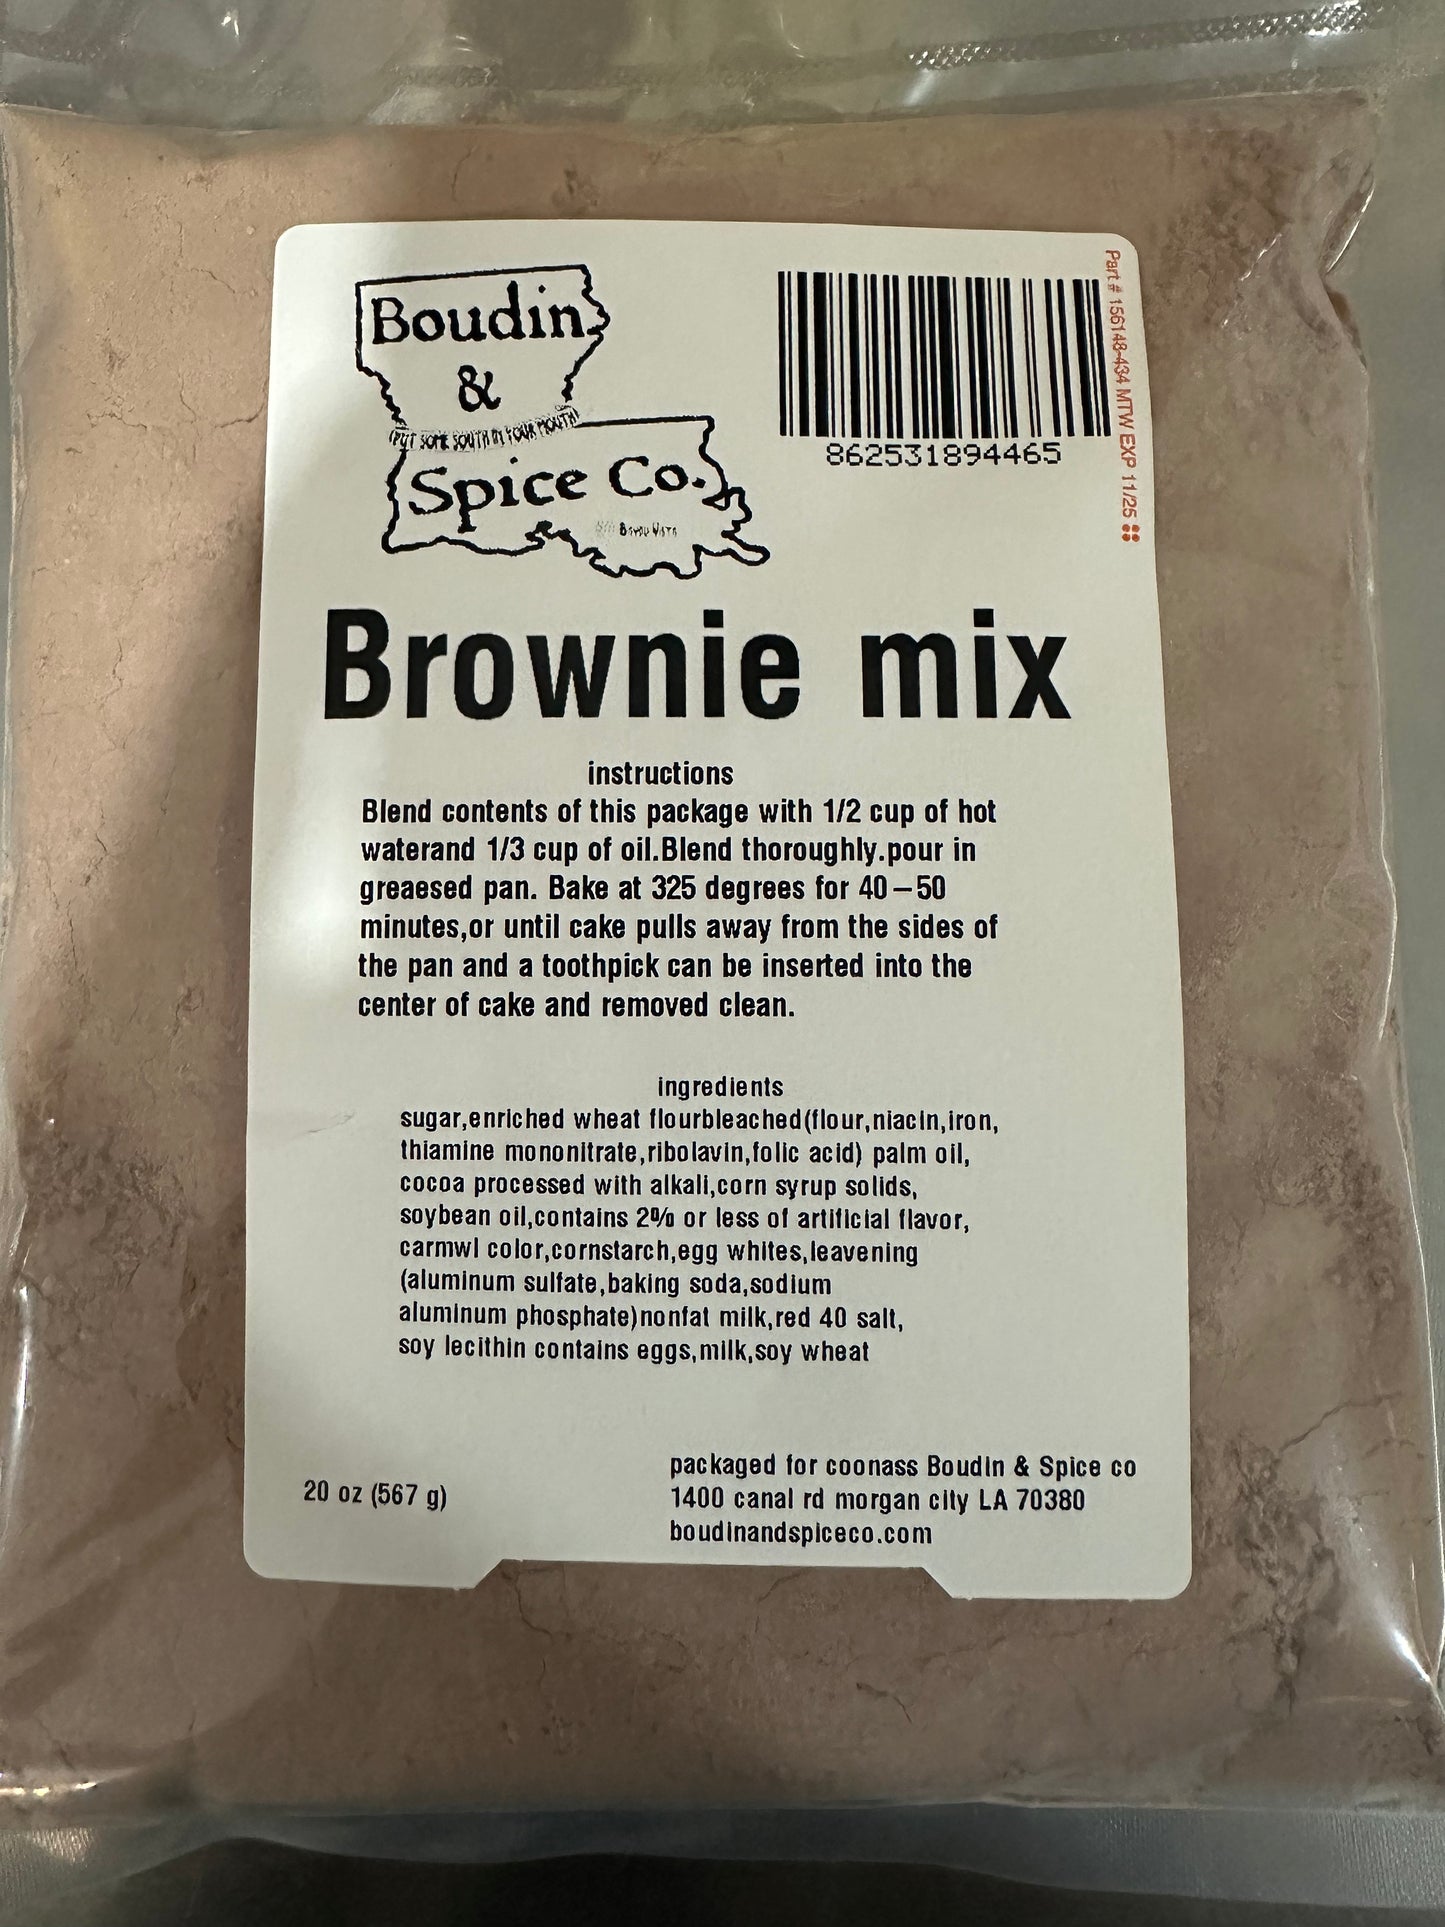 Boudin
&
(PUT SOME SOUTH IN YOUR MOUTH)
Spice Co.
Bayou Vista
862531894465
Part # 156148-434 MTW EXP 11/25
Brownie mix
instructions
Blend contents of this package with 1/2 cup of hot
waterand 1/3 cup of oil.Blend thoroughly.pour in
greaesed pan. Bake at 325 degrees for 40–50
minutes,or until cake pulls away from the sides of
the pan and a toothpick can be inserted into the
center of cake and removed clean.
ingredients
sugar,enriched wheat flourbleached(flour,niacin,iron,
thiamine mononitrate,ribolavin,folic acid) palm oil,
cocoa processed with alkali,corn syrup solids,
soybean oil,contains 2% or less of artificial flavor,
carmwl color,cornstarch,egg whites,leavening
(aluminum sulfate,baking soda,sodium
aluminum phosphate)nonfat milk,red 40 salt,
soy lecithin contains eggs,milk,soy wheat
20 oz (567 g)
packaged for coonass Boudin & Spice co
1400 canal rd morgan city LA 70380
boudinandspiceco.com